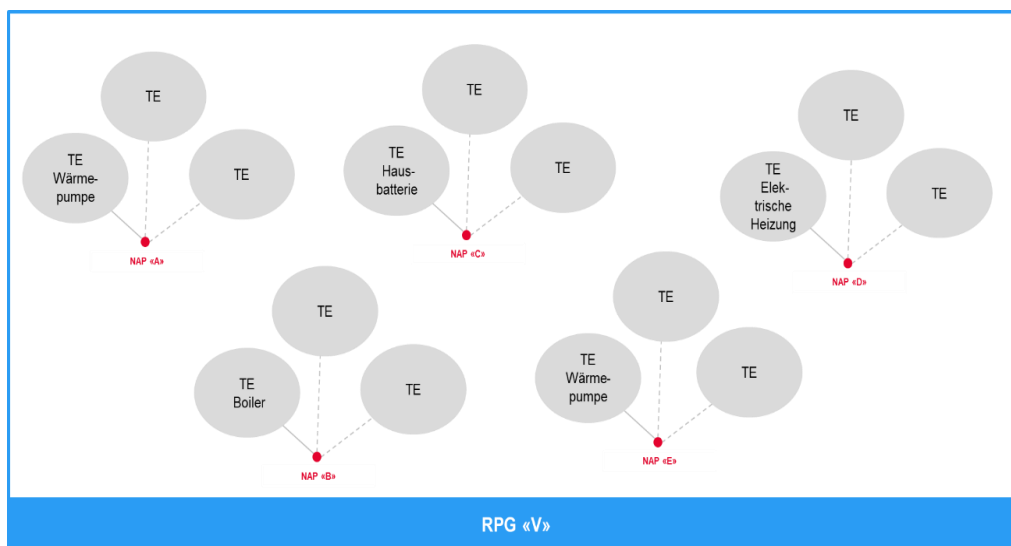 TE
TE
Wärme-
pumpe
TE
NAP «A»
TE
TE
Haus-
batterie
TE
NAP «C»
TE
TE
Elek-
trische
Heizung
TE
NAP «D»
TE
TE
Boiler
TE
NAP «B»
TE
TE
Wärme-
pumpe
TE
NAP «E»
RPG «V»